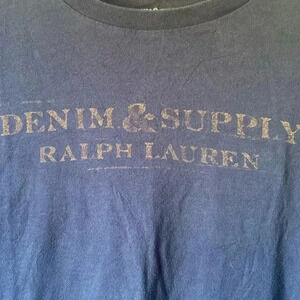 DENIM & SUPPLY
RALPH LAUREN